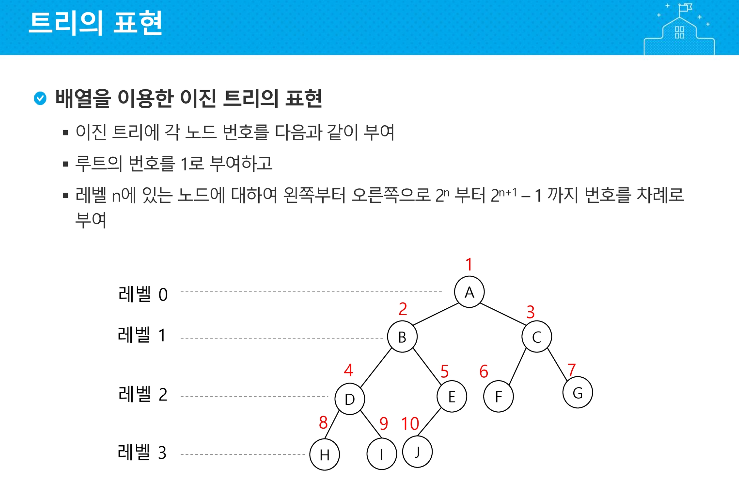 트리의 표현
배열을 이용한 이진 트리의 표현
▪ 이진 트리에 각 노드 번호를 다음과 같이 부여
▪ 루트의 번호를 1로 부여하고
▪ 레벨 n에 있는 노드에 대하여 왼쪽부터 오른쪽으로 2ⁿ 부터 2ⁿ⁺¹ – 1 까지 번호를 차례로
부여
1
레벨 0 A
2 3
레벨 1 B C
4 5 6 7
레벨 2 D E F G
8 9 10
레벨 3 H I J